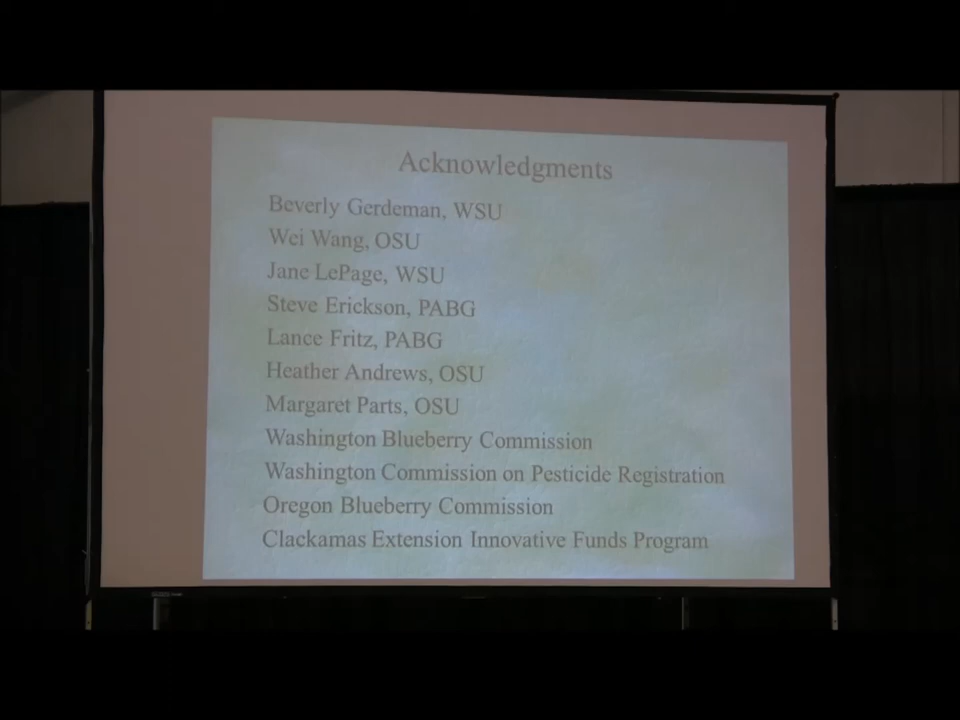 Acknowledgments
Beverly Gerdeman, WSU
Wei Wang, OSU
Jane LePage, WSU
Steve Erickson, PABG
Lance Fritz, PABG
Heather Andrews, OSU
Margaret Parts, OSU
Washington Blueberry Commission
Washington Commission on Pesticide Registration
Oregon Blueberry Commission
Clackamas Extension Innovative Funds Program